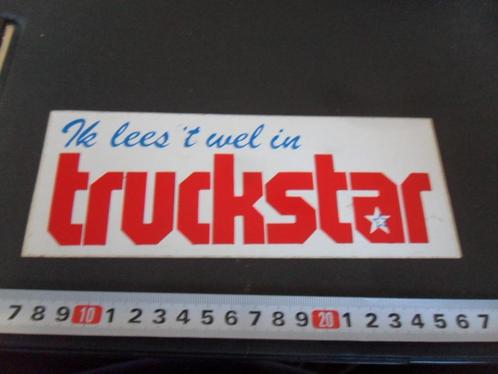 Ik lees 't wel in
truckstar
7 8 9 10 1 2 3 4 5 6 7 8 9 20 1 2 3 4 5 6 7